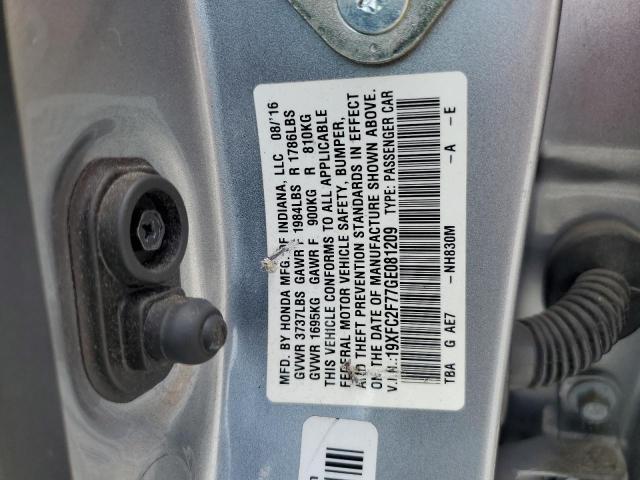 MFD. BY HONDA MFG. OF INDIANA, LLC 08/'16
GVWR 3737LBS GAWR F 1984LBS R 1786LBS
GVWR 1695KG GAWR F 900KG R 810KG
THIS VEHICLE CONFORMS TO ALL APPLICABLE
FEDERAL MOTOR VEHICLE SAFETY, BUMPER,
AND THEFT PREVENTION STANDARDS IN EFFECT
ON THE DATE OF MANUFACTURE SHOWN ABOVE.
V.I.N.:19XFC2F77GE081209 TYPE: PASSENGER CAR
TBA G AE7 -NH830M -A -E